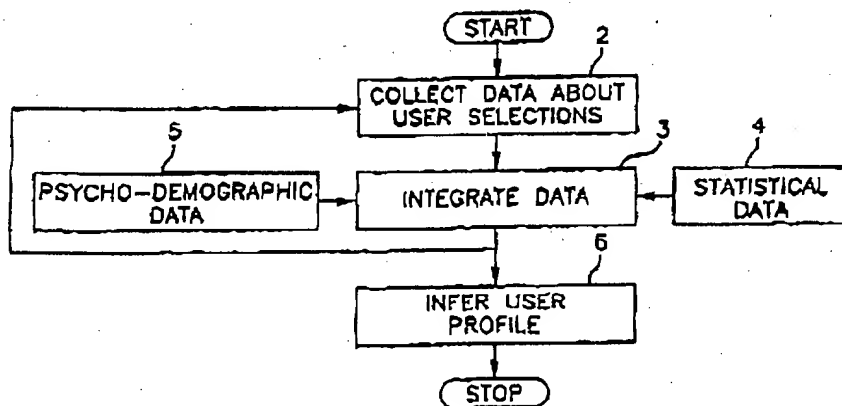 START
2
COLLECT DATA ABOUT
USER SELECTIONS
5
3
4
PSYCHO-DEMOGRAPHIC
DATA
INTEGRATE DATA
STATISTICAL
DATA
6
INFER USER
PROFILE
STOP